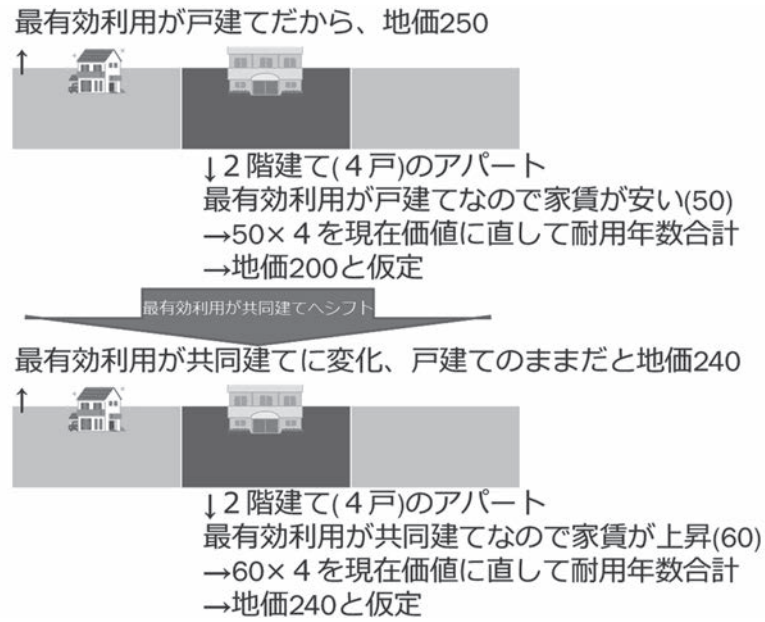 最有効利用が戸建てだから、地価250
↑
↓２階建て(４戸)のアパート
最有効利用が戸建てなので家賃が安い(50)
→50×４を現在価値に直して耐用年数合計
→地価200と仮定
最有効利用が共同建てへシフト
最有効利用が共同建てに変化、戸建てのままだと地価240
↑
↓２階建て(４戸)のアパート
最有効利用が共同建てなので家賃が上昇(60)
→60×４を現在価値に直して耐用年数合計
→地価240と仮定